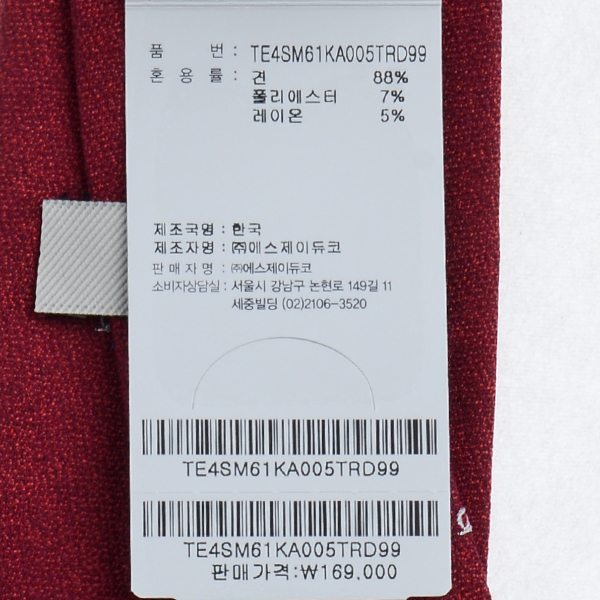 품 번 : TE4SM61KA005TRD99
혼 용 률 : 견 88%
폴리에스터 7%
레이온 5%
제조국명 : 한국
제조자명 : ㈜에스제이듀코
판 매 자 명 : ㈜에스제이듀코
소비자상담실 : 서울시 강남구 논현로 149길 11
세중빌딩 (02)2106-3520
TE4SM61KA005TRD99
TE4SM61KA005TRD99
판매가격:₩169,000